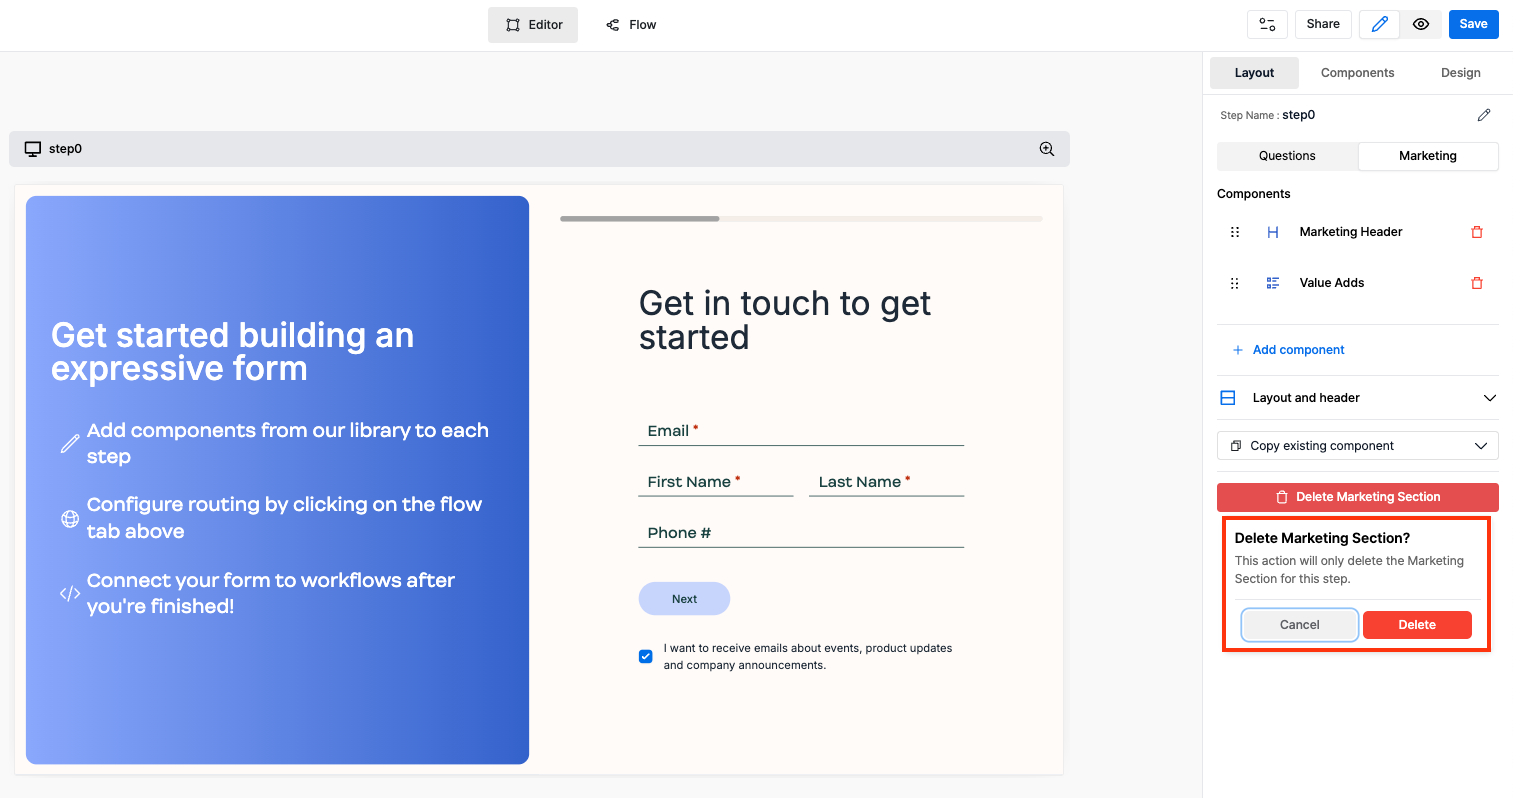 Editor
Flow
Share
Save
Layout
Components
Design
Step Name : step0
Questions
Marketing
Components
Marketing Header
Value Adds
Add component
Layout and header
Copy existing component
Delete Marketing Section
Delete Marketing Section?
This action will only delete the Marketing
Section for this step.
Cancel
Delete
step0
Get started building an
expressive form
Add components from our library to each
step
Configure routing by clicking on the flow
tab above
Connect your form to workflows after
you're finished!
Get in touch to get
started
Email *
First Name *
Last Name *
Phone #
Next
I want to receive emails about events, product updates
and company announcements.